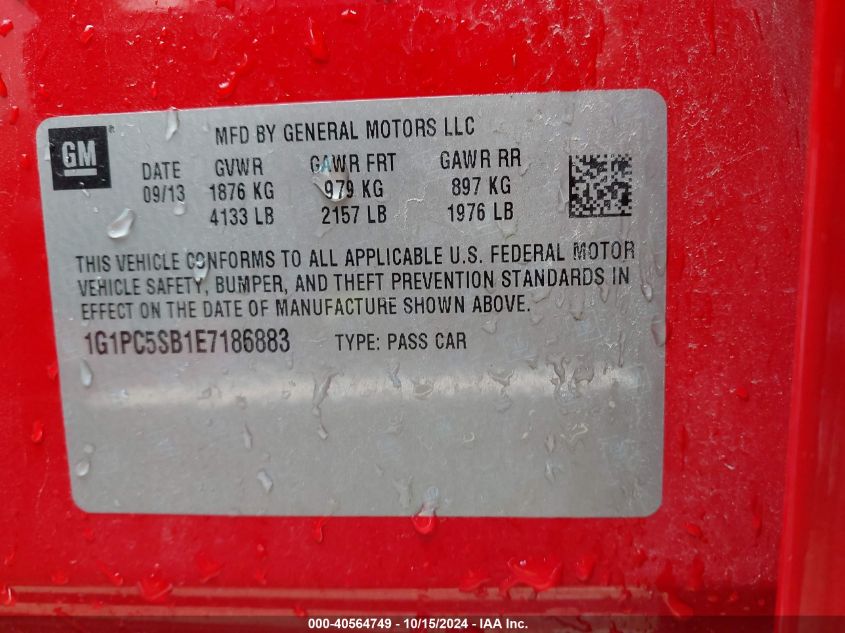 GM
MFD BY GENERAL MOTORS LLC
DATE GVWR GAWR FRT GAWR RR
09/13 1876 KG 979 KG 897 KG
4133 LB 2157 LB 1976 LB
THIS VEHICLE CONFORMS TO ALL APPLICABLE U.S. FEDERAL MOTOR
VEHICLE SAFETY, BUMPER, AND THEFT PREVENTION STANDARDS IN
EFFECT ON THE DATE OF MANUFACTURE SHOWN ABOVE.
1G1PC5SB1E7186883 TYPE: PASS CAR
000-40564749 - 10/15/2024 - IAA Inc.